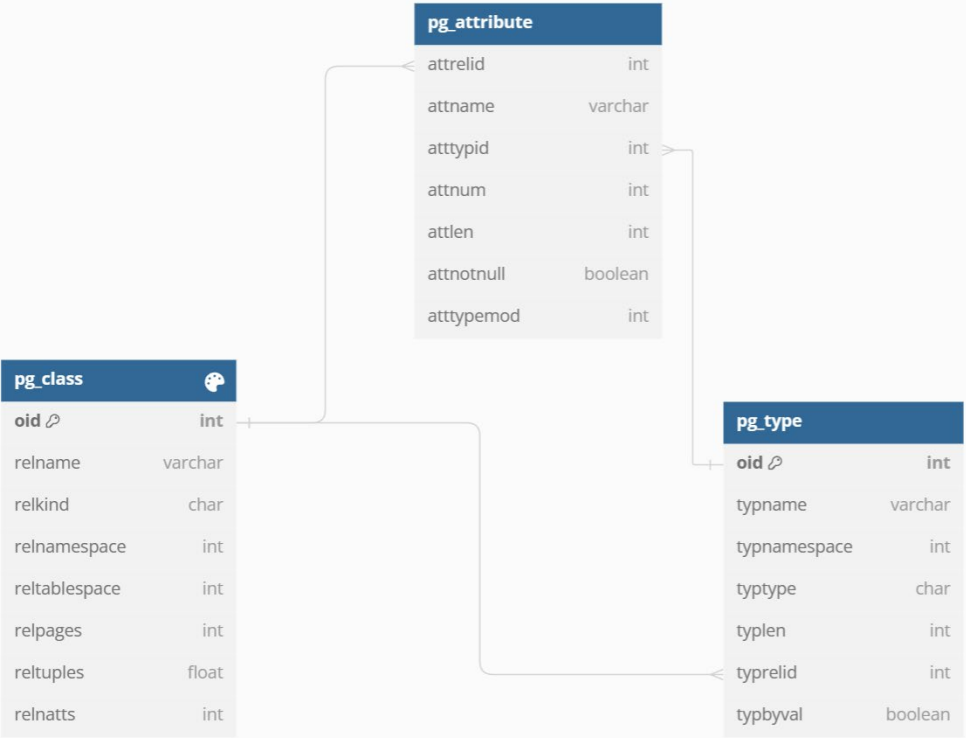 pg_attribute
attrelid int
attname varchar
atttypid int
attnum int
attlen int
attnotnull boolean
atttypemod int
pg_class
oid int
relname varchar
relkind char
relnamespace int
reltablespace int
relpages int
reltuples float
relnatts int
pg_type
oid int
typname varchar
typnamespace int
typtype char
typlen int
typrelid int
typbyval boolean